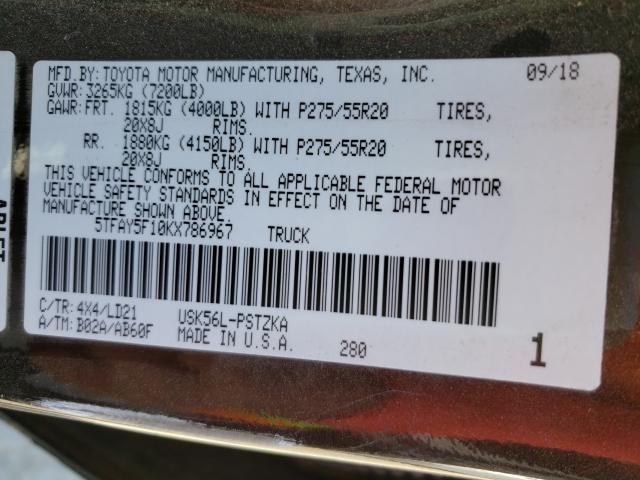 MFD.BY: TOYOTA MOTOR MANUFACTURING, TEXAS, INC. 09/18
GVWR: 3265KG (7200LB)
GAWR: FRT. 1815KG (4000LB) WITH P275/55R20 TIRES,
20X8J RIMS.
RR. 1880KG (4150LB) WITH P275/55R20 TIRES,
20X8J RIMS.
THIS VEHICLE CONFORMS TO ALL APPLICABLE FEDERAL MOTOR
VEHICLE SAFETY STANDARDS IN EFFECT ON THE DATE OF
MANUFACTURE SHOWN ABOVE.
5TFAY5F10KX786967 TRUCK
C/TR: 4X4/LD21 USK56L-PSTZKA
A/TM: B02A/AB60F MADE IN U.S.A. 280 1